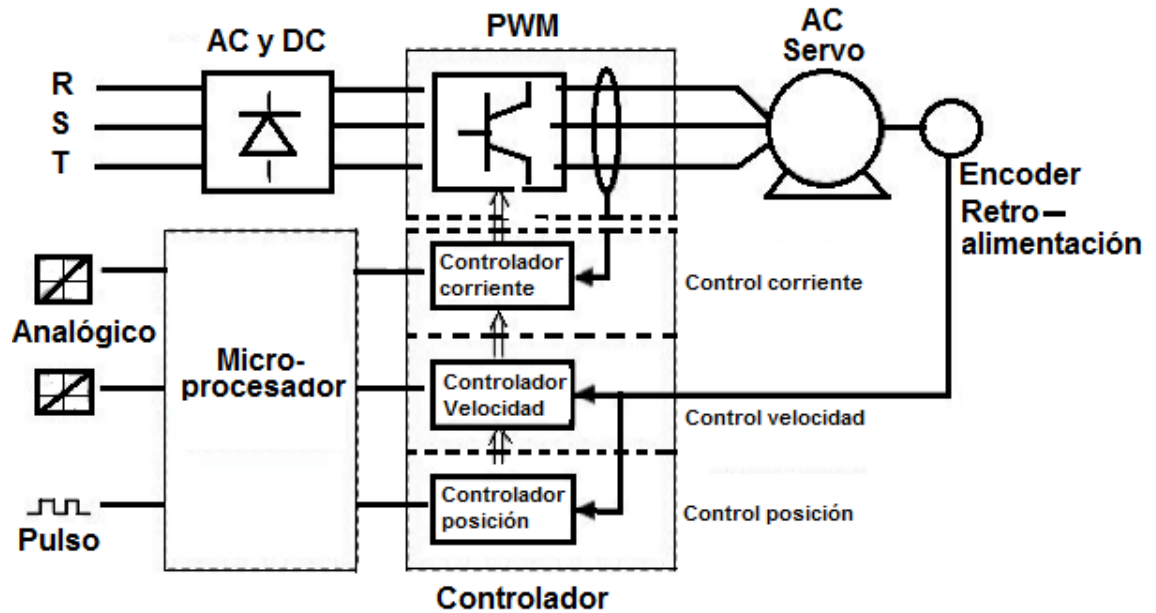 PWM
AC
Servo
AC y DC
R
S
T
Encoder
Retro–
alimentación
Controlador
corriente
Control corriente
Analógico
Micro-
procesador
Controlador
Velocidad
Control velocidad
Controlador
posición
Control posición
Pulso
Controlador